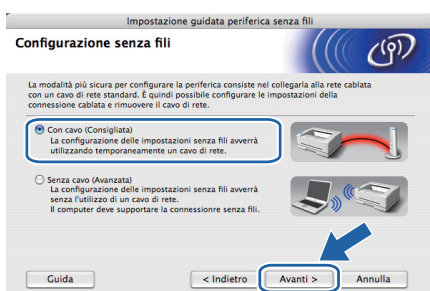 Impostazione guidata periferica senza fili
Configurazione senza fili
La modalità più sicura per configurare la periferica consiste nel collegarla alla rete cablata
con un cavo di rete standard. È quindi possibile configurare le impostazioni della
connessione cablata e rimuovere il cavo di rete.
Con cavo (Consigliata)
La configurazione delle impostazioni senza fili avverrà
utilizzando temporaneamente un cavo di rete.
Senza cavo (Avanzata)
La configurazione delle impostazioni senza fili avverrà
senza l'utilizzo di un cavo di rete.
Il computer deve supportare la connessionre senza fili.
Guida
< Indietro
Avanti >
Annulla